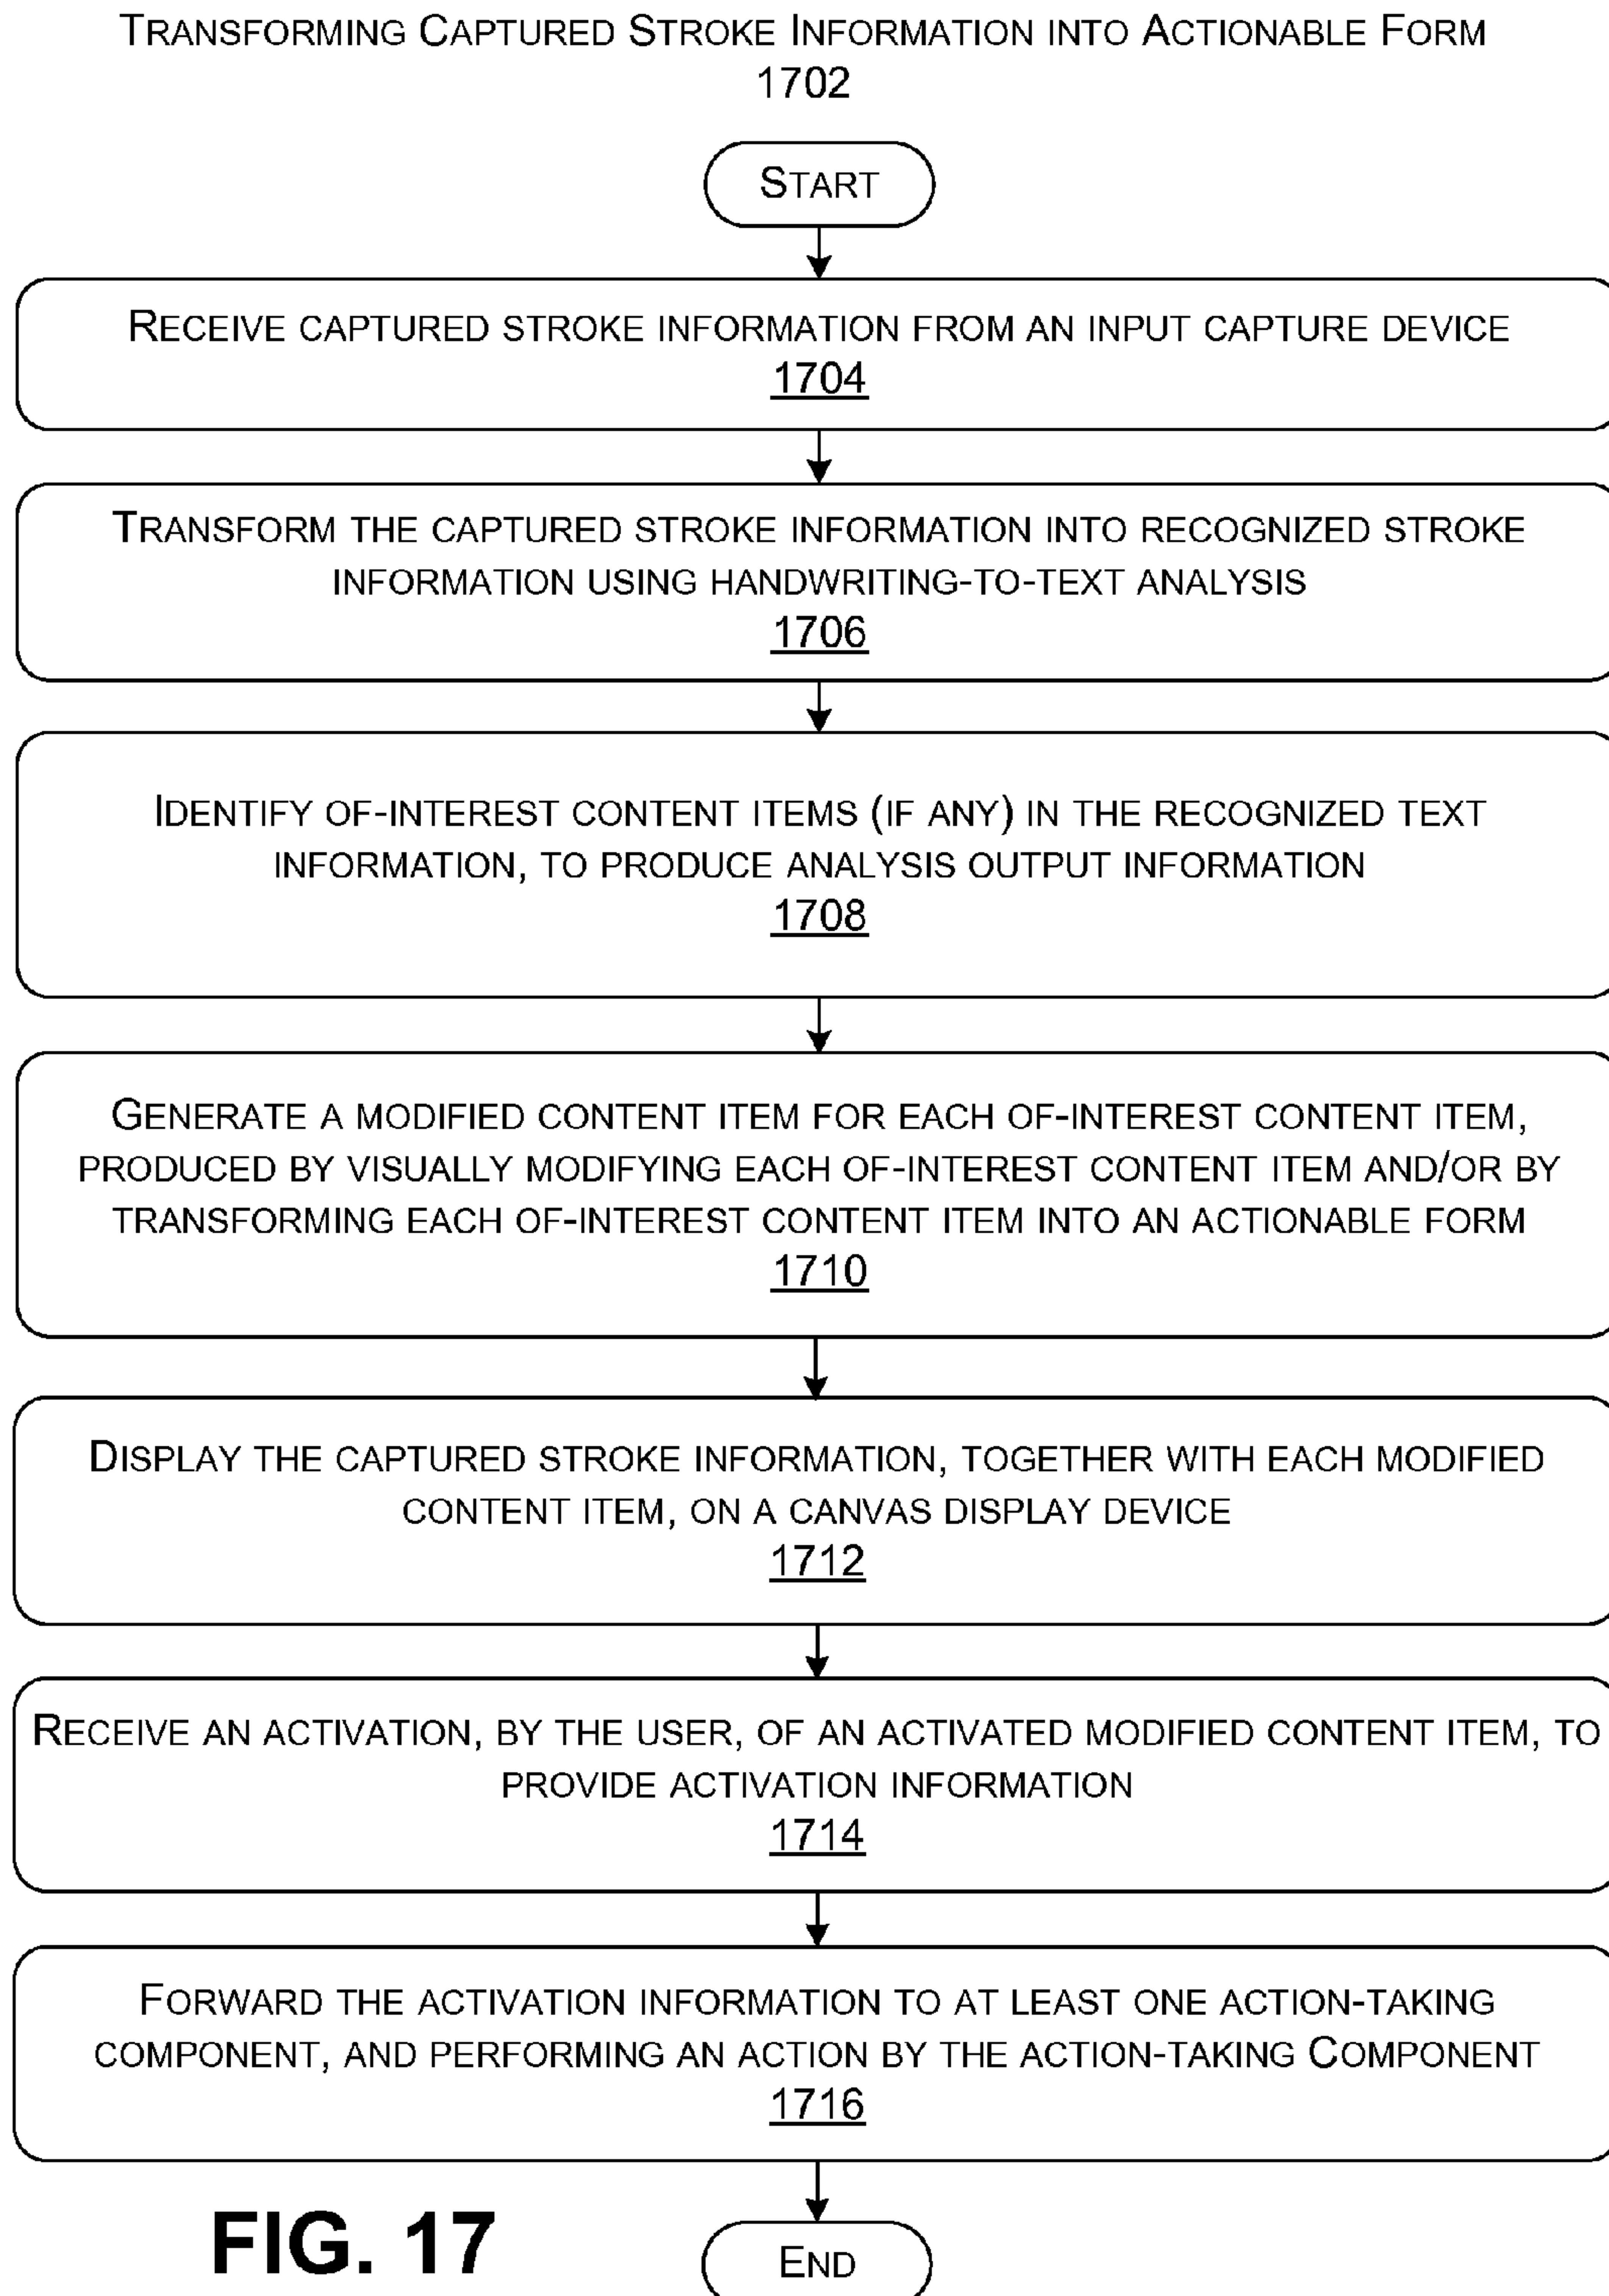 TRANSFORMING CAPTURED STROKE INFORMATION INTO ACTIONABLE FORM
1702
START
RECEIVE CAPTURED STROKE INFORMATION FROM AN INPUT CAPTURE DEVICE
1704
TRANSFORM THE CAPTURED STROKE INFORMATION INTO RECOGNIZED STROKE
INFORMATION USING HANDWRITING-TO-TEXT ANALYSIS
1706
IDENTIFY OF-INTEREST CONTENT ITEMS (IF ANY) IN THE RECOGNIZED TEXT
INFORMATION, TO PRODUCE ANALYSIS OUTPUT INFORMATION
1708
GENERATE A MODIFIED CONTENT ITEM FOR EACH OF-INTEREST CONTENT ITEM,
PRODUCED BY VISUALLY MODIFYING EACH OF-INTEREST CONTENT ITEM AND/OR BY
TRANSFORMING EACH OF-INTEREST CONTENT ITEM INTO AN ACTIONABLE FORM
1710
DISPLAY THE CAPTURED STROKE INFORMATION, TOGETHER WITH EACH MODIFIED
CONTENT ITEM, ON A CANVAS DISPLAY DEVICE
1712
RECEIVE AN ACTIVATION, BY THE USER, OF AN ACTIVATED MODIFIED CONTENT ITEM, TO
PROVIDE ACTIVATION INFORMATION
1714
FORWARD THE ACTIVATION INFORMATION TO AT LEAST ONE ACTION-TAKING
COMPONENT, AND PERFORMING AN ACTION BY THE ACTION-TAKING COMPONENT
1716
FIG. 17
END